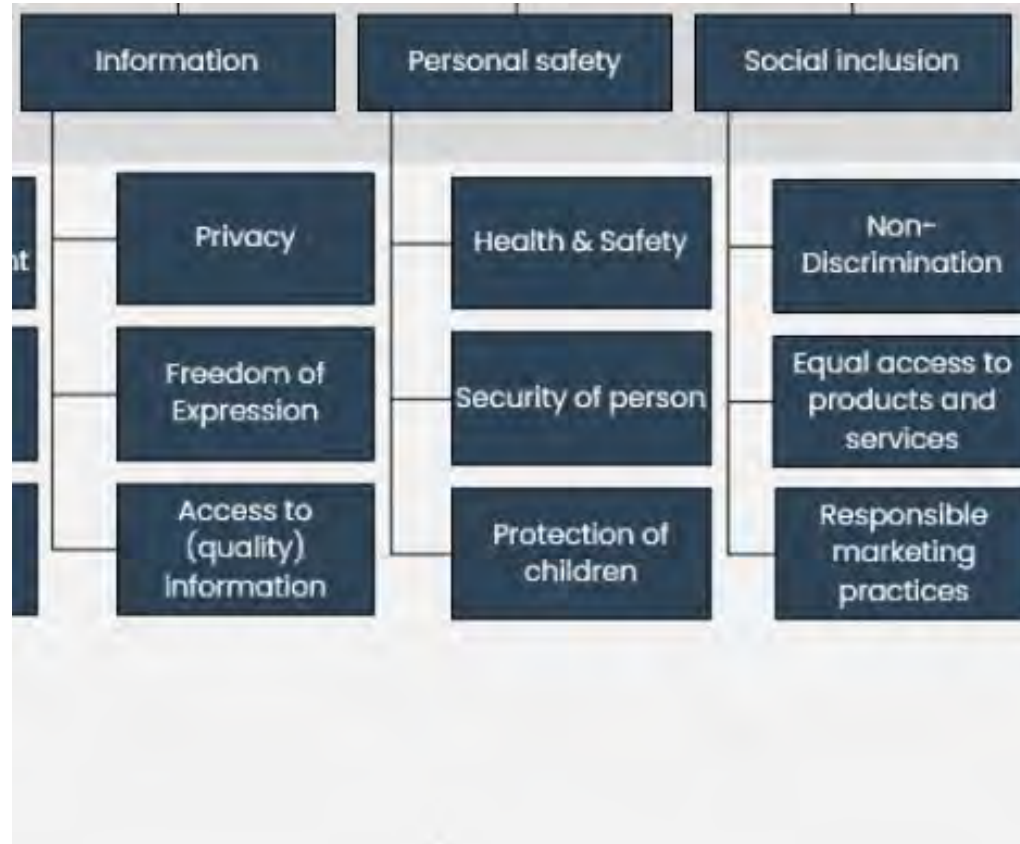 Information
Personal safety
Social inclusion
Privacy
Freedom of
Expression
Access to
(quality)
information
Health & Safety
Security of person
Protection of
children
Non-
Discrimination
Equal access to
products and
services
Responsible
marketing
practices